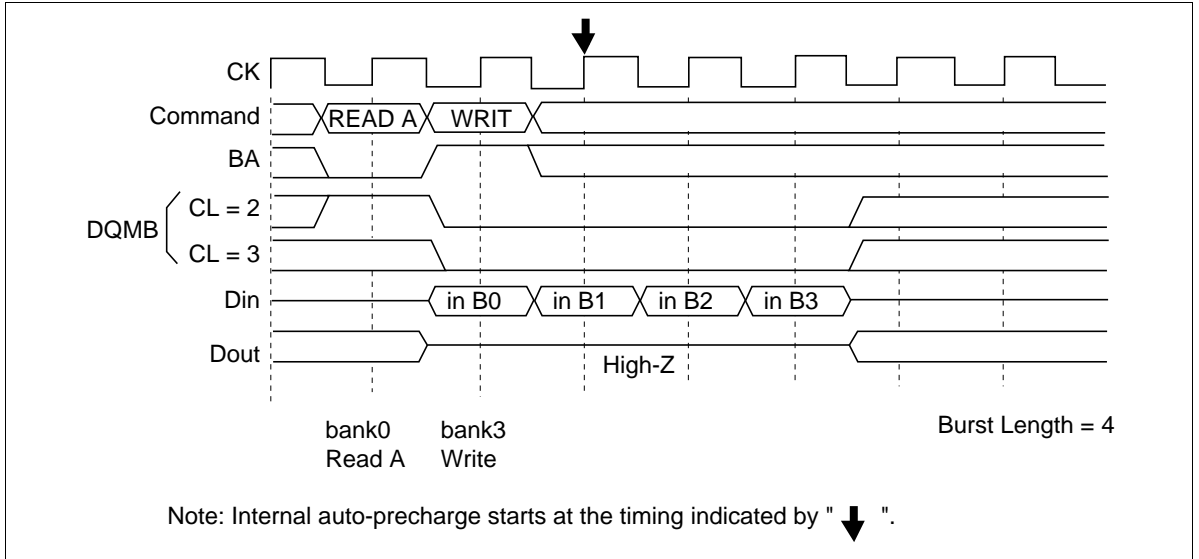 CK
Command READ A WRIT
BA
DQMB CL = 2
CL = 3
Din in B0 in B1 in B2 in B3
Dout High-Z
bank0 bank3 Burst Length = 4
Read A Write
Note: Internal auto-precharge starts at the timing indicated by " ".